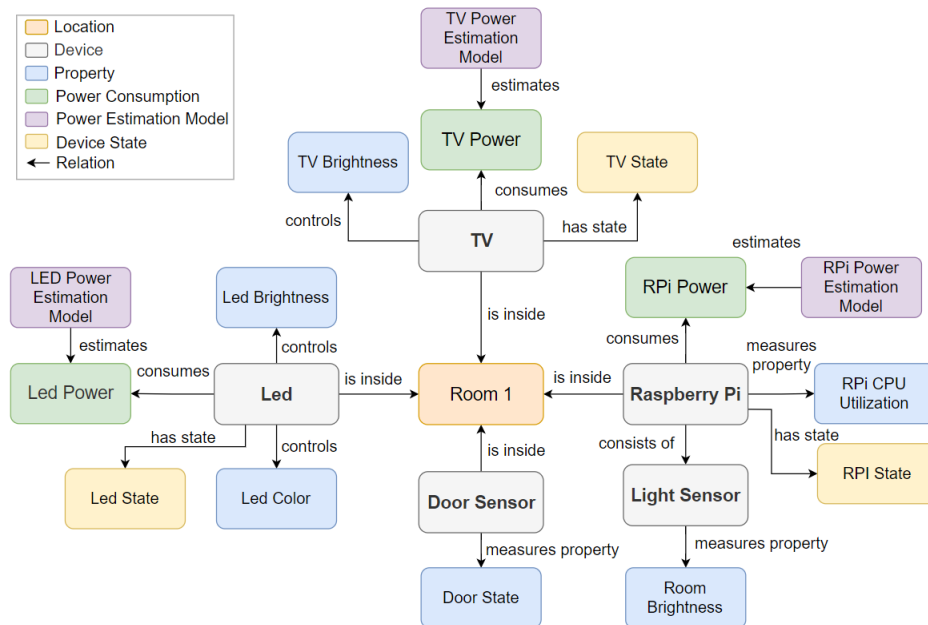 Location
Device
Property
Power Consumption
Power Estimation Model
Device State
Relation
TV Power
Estimation
Model
estimates
TV Power
TV Brightness
TV State
controls
consumes
has state
TV
is inside
LED Power
Estimation
Model
estimates
Led Brightness
controls
Led Power
consumes
Led
is inside
has state
controls
Led State
Led Color
Room 1
is inside
Door Sensor
measures property
Door State
estimates
RPi Power
Estimation
Model
RPi Power
consumes
measures
property
is inside
Raspberry Pi
RPi CPU
Utilization
consists of
has state
RPI State
Light Sensor
measures property
Room
Brightness